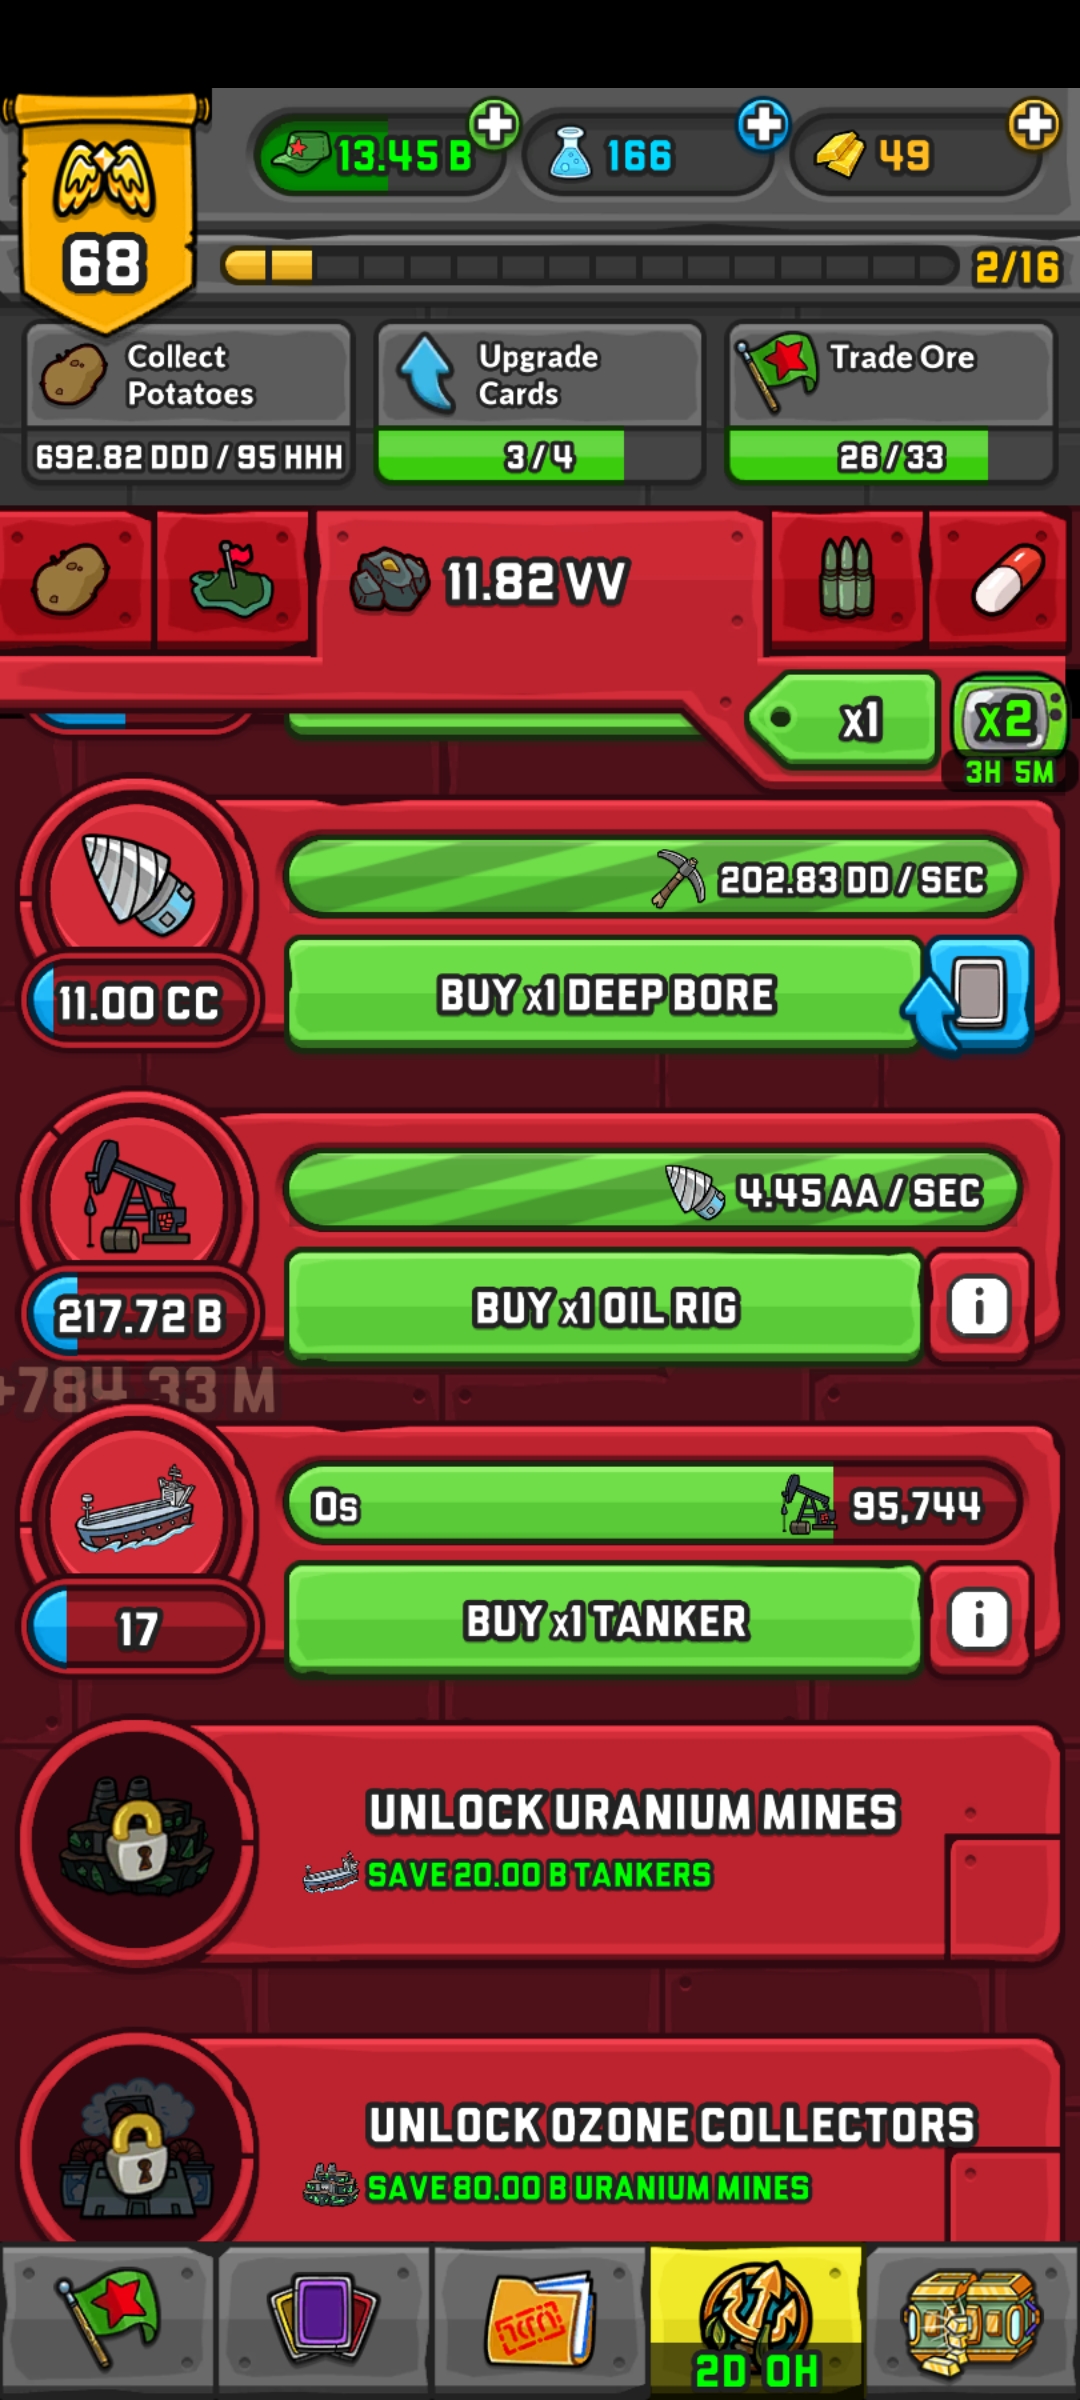 13.45 B
166
49
68
2/16
Collect
Potatoes
692.82 DDD / 95 HHH
Upgrade
Cards
3/4
Trade Ore
26/33
11.82 VV
x1
x2
3H 5M
202.83 DD / SEC
11.00 CC
BUY x1 DEEP BORE
4.45 AA / SEC
217.72 B
BUY x1 OIL RIG
i
+784.33 M
0s
95,744
17
BUY x1 TANKER
i
UNLOCK URANIUM MINES
SAVE 20.00 B TANKERS
UNLOCK OZONE COLLECTORS
SAVE 80.00 B URANIUM MINES
2D 0H